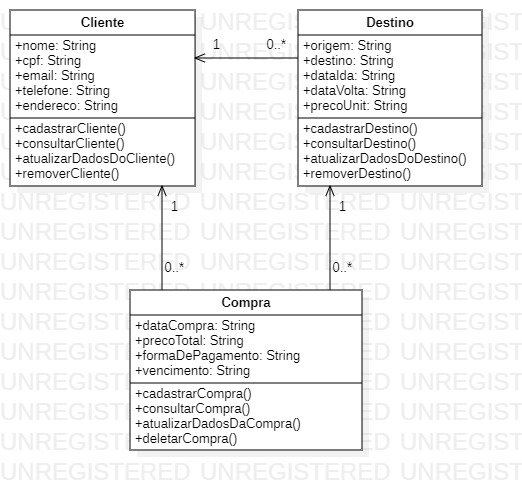 Cliente
+nome: String
+cpf: String
+email: String
+telefone: String
+endereco: String
+cadastrarCliente()
+consultarCliente()
+atualizarDadosDoCliente()
+removerCliente()
1
0..*
Destino
+origem: String
+destino: String
+dataIda: String
+dataVolta: String
+precoUnit: String
+cadastrarDestino()
+consultarDestino()
+atualizarDadosDoDestino()
+removerDestino()
1
1
0..*
0..*
Compra
+dataCompra: String
+precoTotal: String
+formaDePagamento: String
+vencimento: String
+cadastrarCompra()
+consultarCompra()
+atualizarDadosDaCompra()
+deletarCompra()
UNREGISTERED UNREGISTERED UNREGISTERED